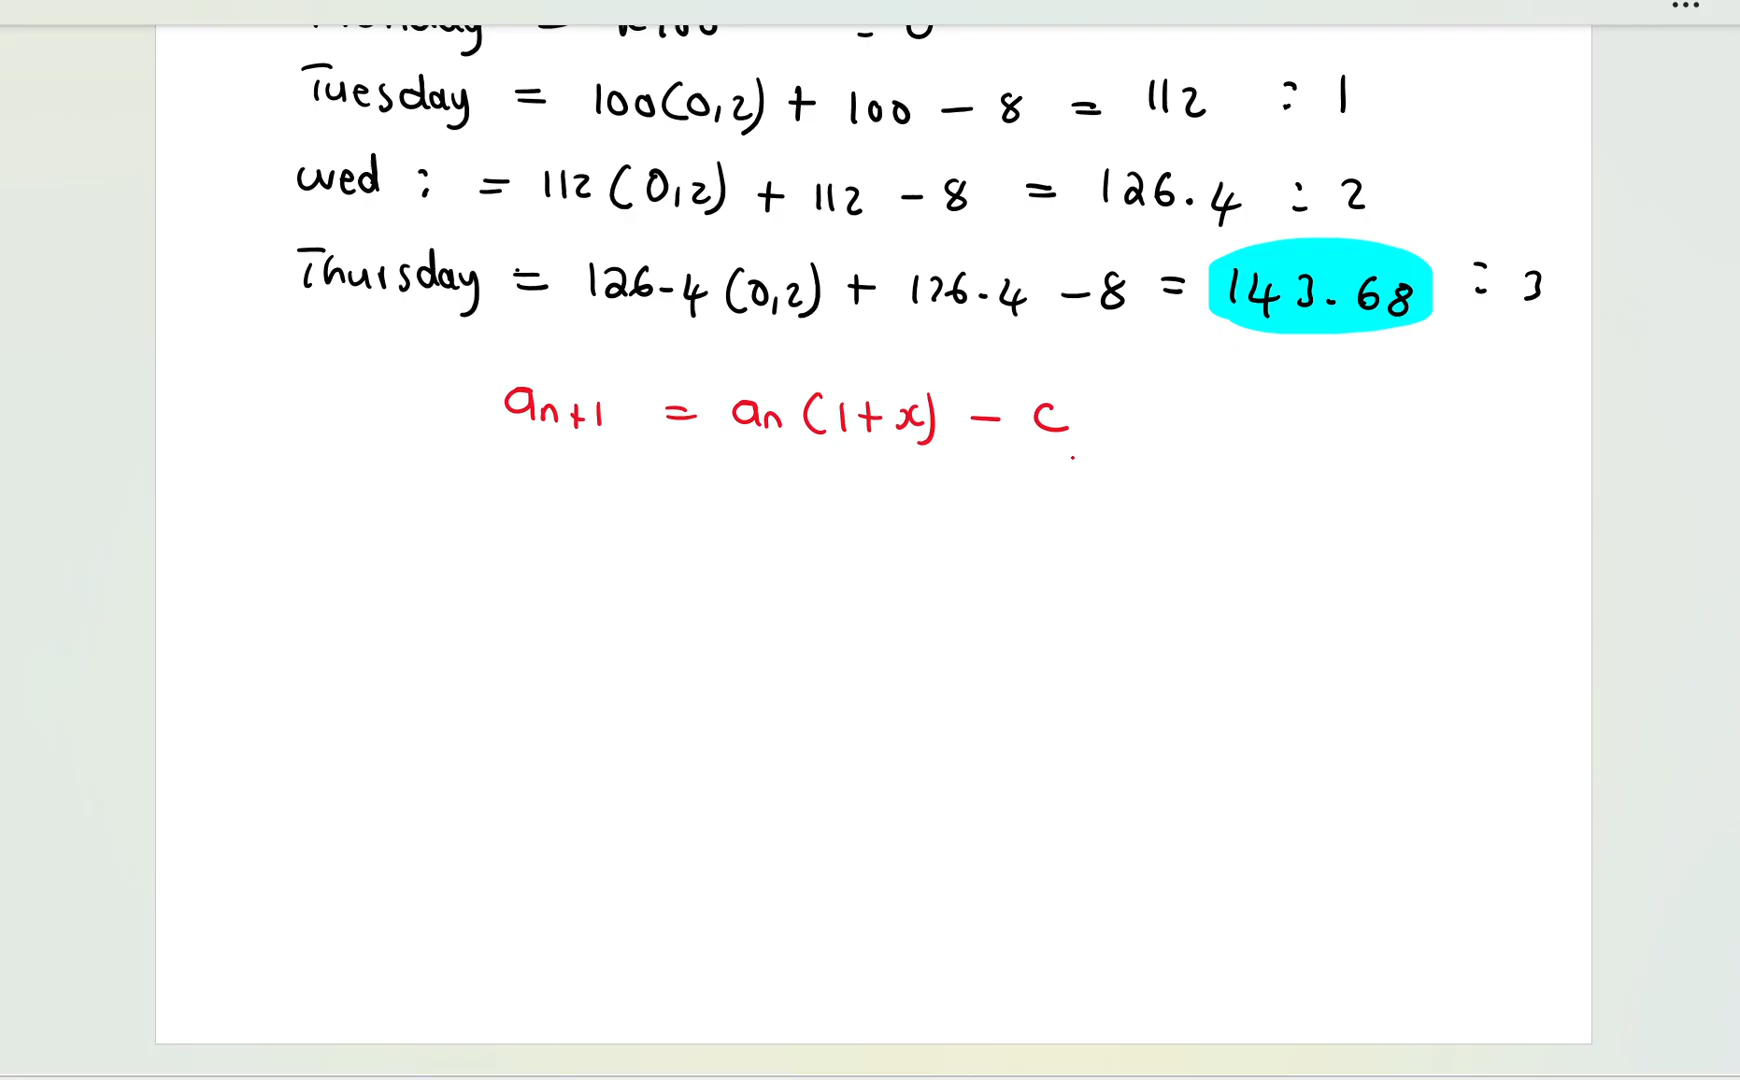 Tuesday = 100(0,2) + 100 - 8 = 112 : 1
wed : = 112 (0,2) + 112 - 8 = 126.4 : 2
Thursday = 126.4 (0,2) + 126.4 - 8 = 143.68 : 3
an+1 = an (1+x) - c